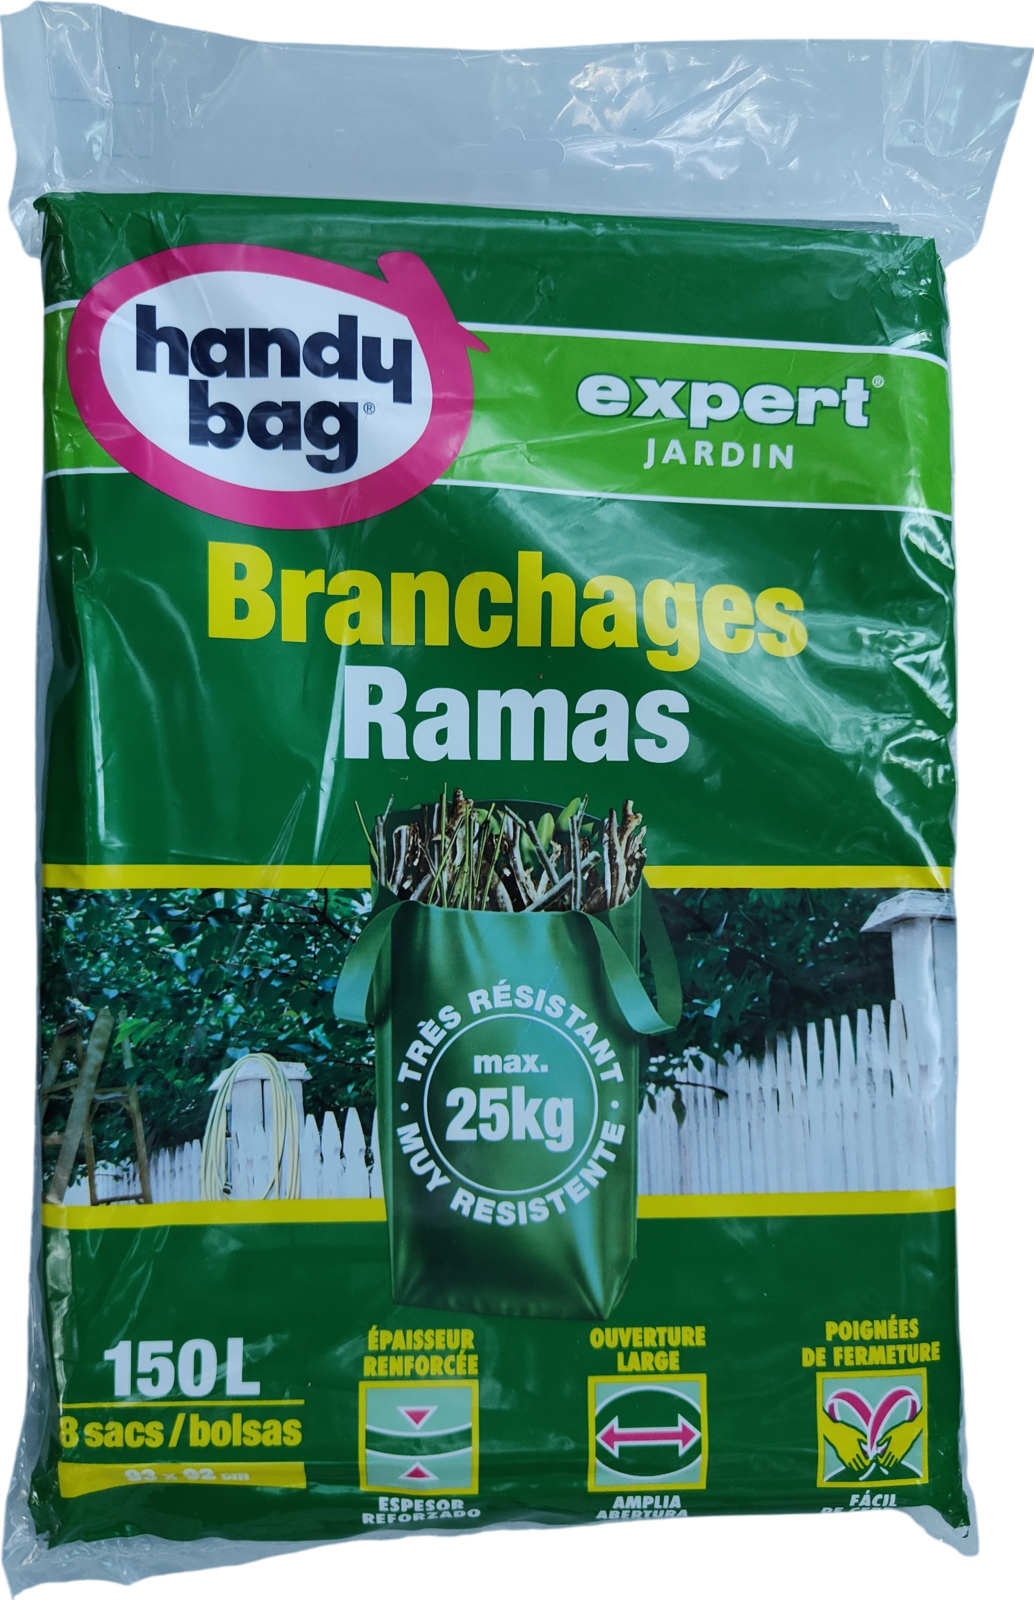 handy
bag®
expert®
JARDIN
Branchages
Ramas
TRÈS RÉSISTANT
max.
25kg
MUY RESISTENTE
150L
8 sacs / bolsas
ÉPAISSEUR
RENFORCÉE
ESPESOR
REFORZADO
OUVERTURE
LARGE
AMPLIA
ABERTURA
POIGNÉES
DE FERMETURE
FÁCIL